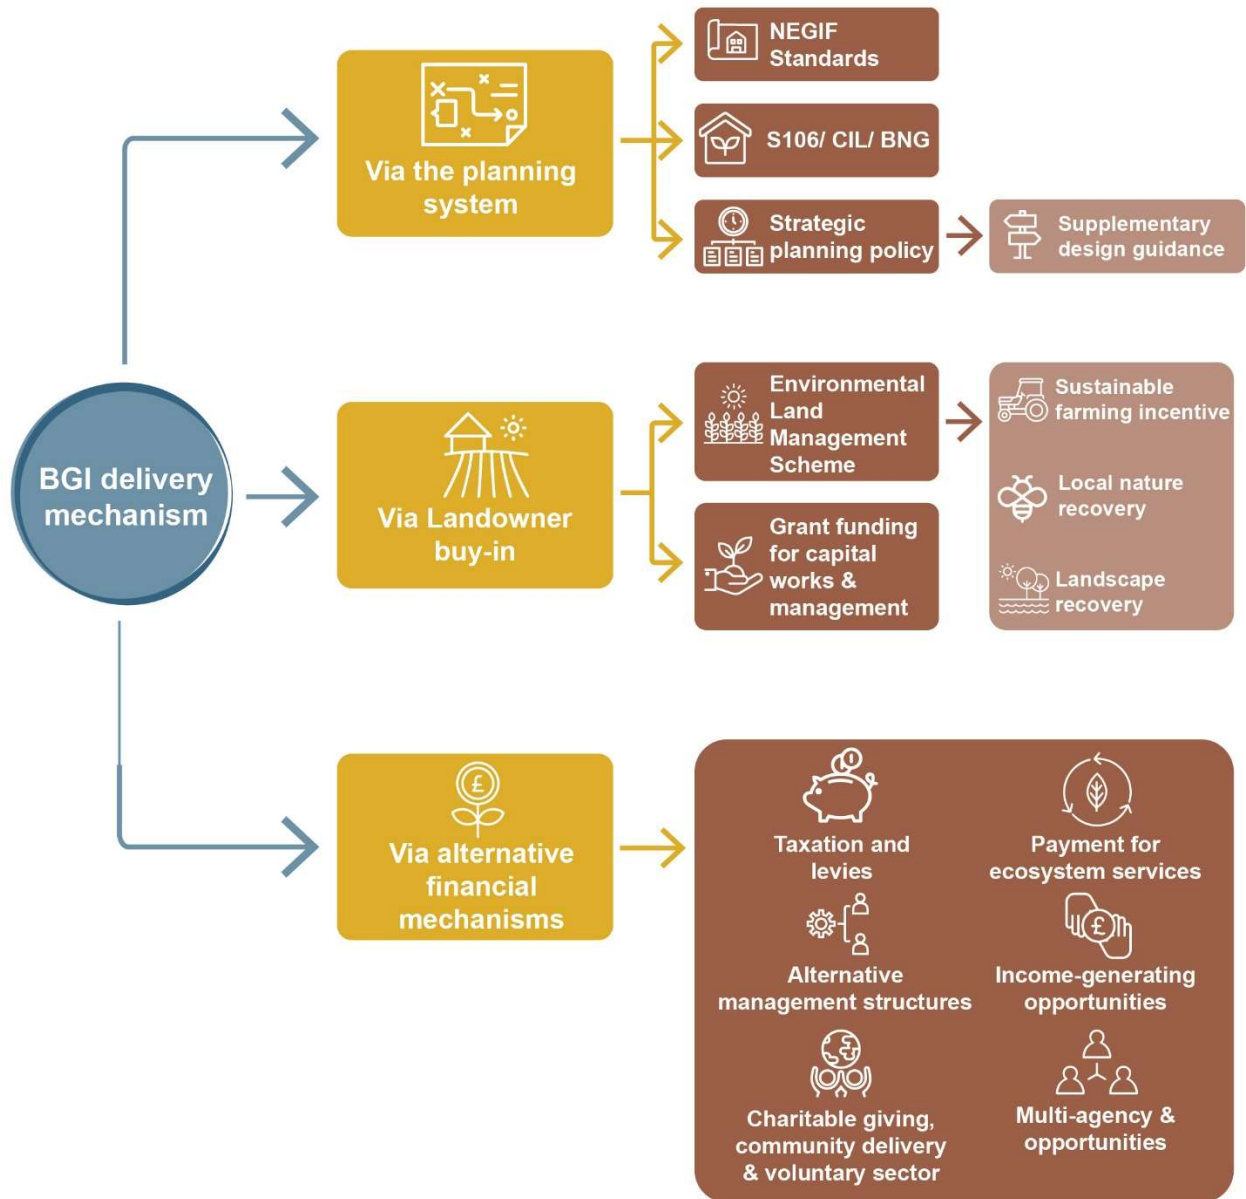 BGI delivery
mechanism
Via the planning
system
NEGIF
Standards
S106/ CIL/ BNG
Strategic
planning policy
Supplementary
design guidance
Via Landowner
buy-in
Environmental
Land
Management
Scheme
Grant funding
for capital
works &
management
Sustainable
farming incentive
Local nature
recovery
Landscape
recovery
£
Via alternative
financial
mechanisms
Taxation and
levies
Payment for
ecosystem services
Alternative
management structures
£
Income-generating
opportunities
Charitable giving,
community delivery
& voluntary sector
Multi-agency &
opportunities